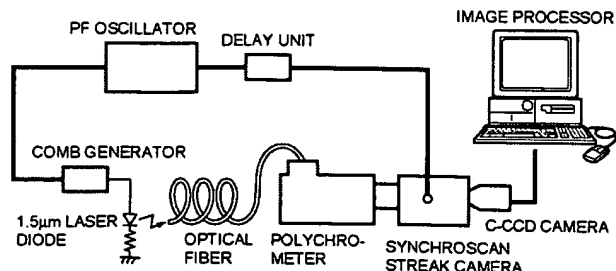 IMAGE PROCESSOR
PF OSCILLATOR
DELAY UNIT
COMB GENERATOR
1.5μm LASER
DIODE
OPTICAL
FIBER
POLYCHRO-
METER
SYNCHROSCAN
STREAK CAMERA
C-CCD CAMERA